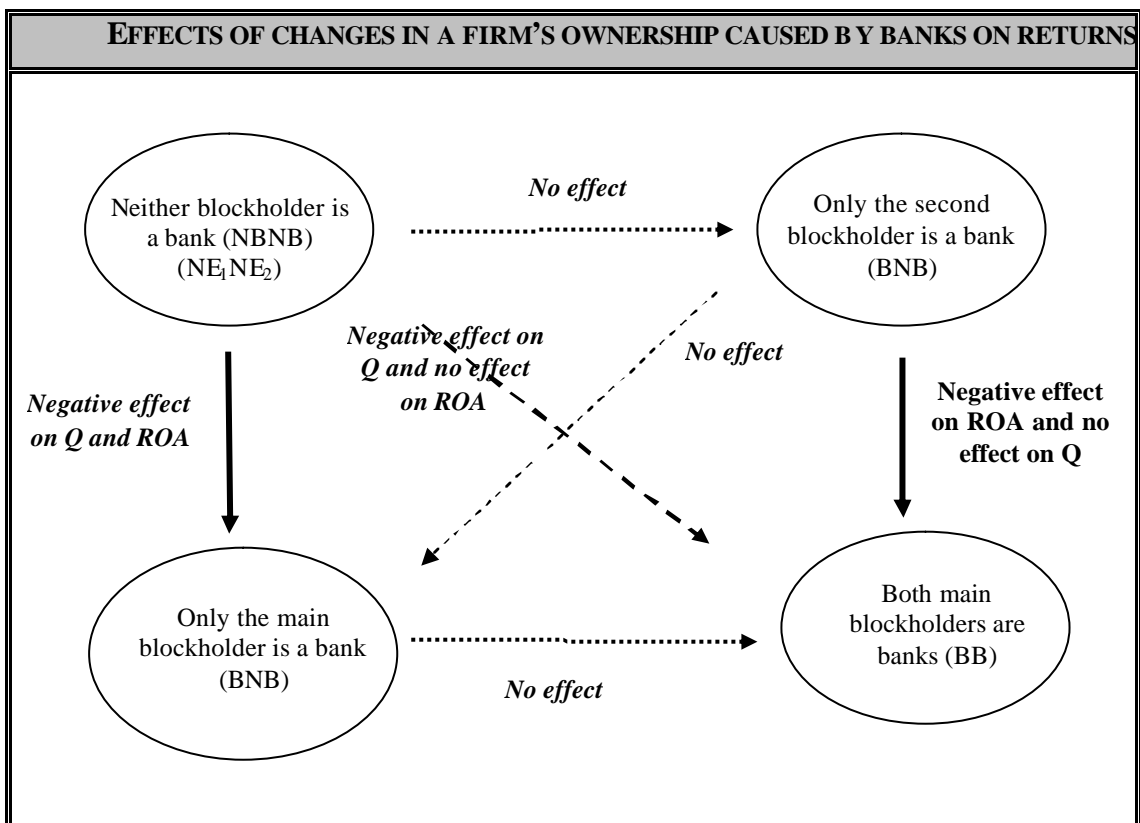 EFFECTS OF CHANGES IN A FIRM’S OWNERSHIP CAUSED B Y BANKS ON RETURNS
Neither blockholder is
a bank (NBNB)
(NE₁NE₂)
No effect
Only the second
blockholder is a bank
(BNB)
Negative effect on
Q and no effect
on ROA
No effect
Negative effect
on Q and ROA
Negative effect
on ROA and no
effect on Q
Only the main
blockholder is a bank
(BNB)
No effect
Both main
blockholders are
banks (BB)